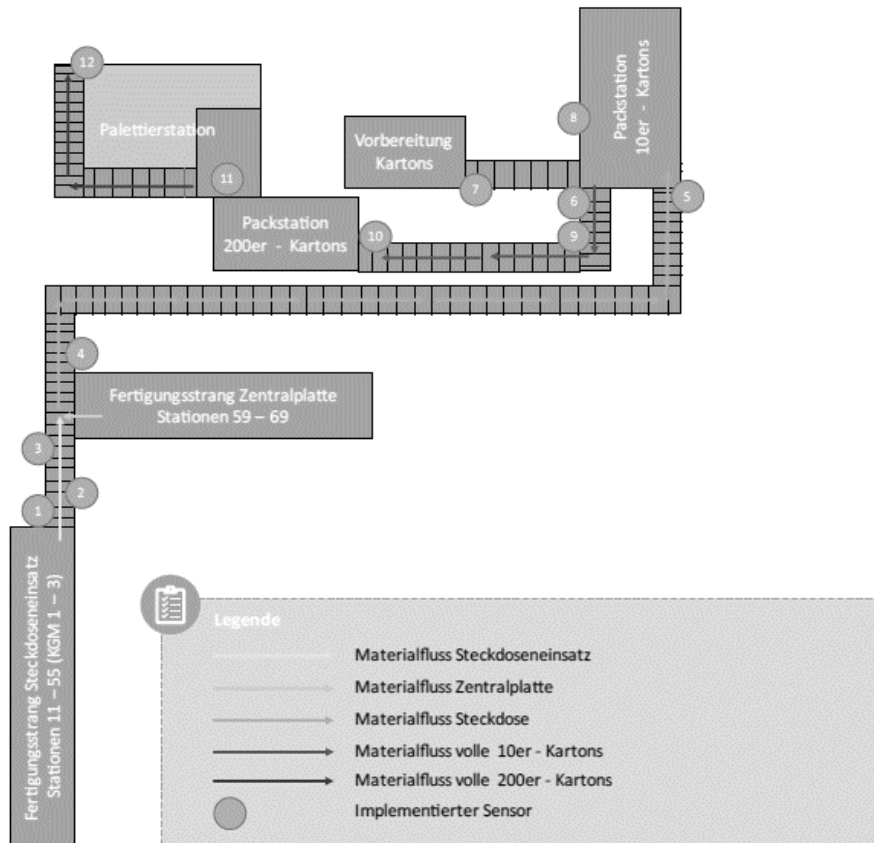 12
Palettierstation
11
Vorbereitung
Kartons
7
8
Packstation
10er - Kartons
5
6
9
10
Packstation
200er - Kartons
4
Fertigungsstrang Zentralplatte
Stationen 59 – 69
3
2
1
Fertigungsstrang Steckdoseneinsatz
Stationen 11 – 55 (KGM 1 – 3)
Legende
Materialfluss Steckdoseneinsatz
Materialfluss Zentralplatte
Materialfluss Steckdose
Materialfluss volle 10er - Kartons
Materialfluss volle 200er - Kartons
Implementierter Sensor